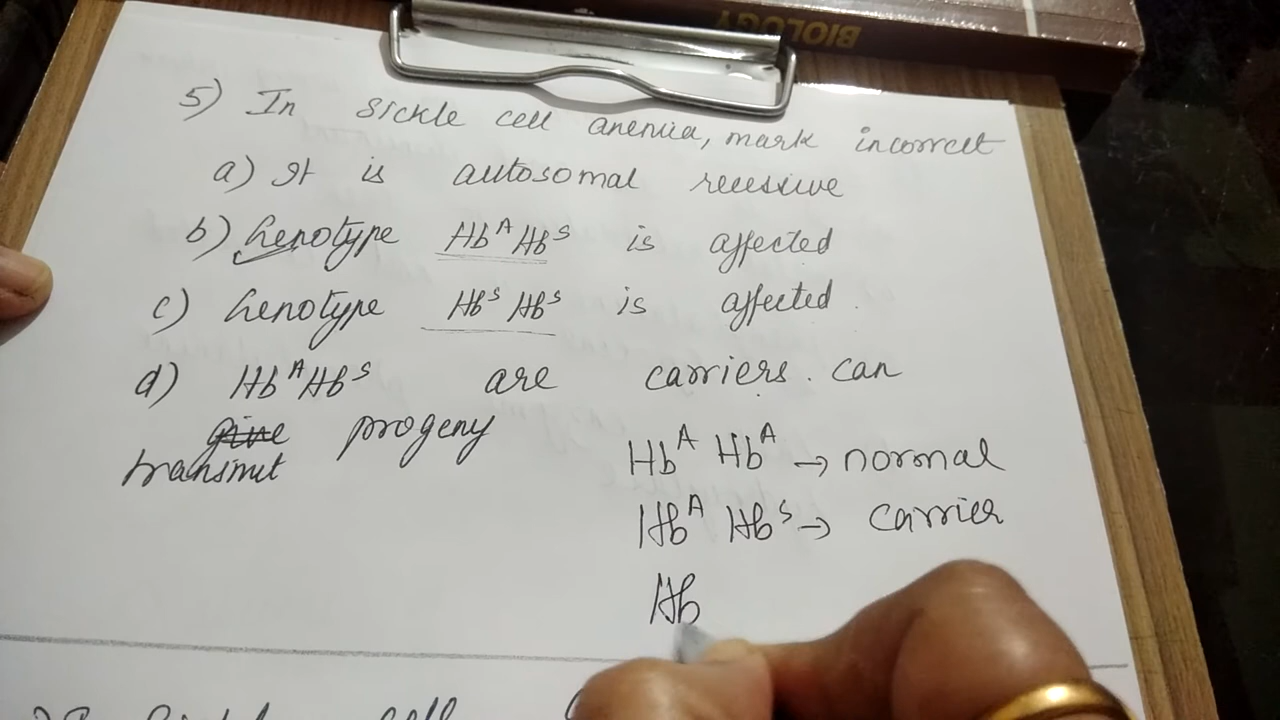 BIOLOGY
5) In sickle cell anemia, mark incorrect
a) It is autosomal recessive
b) Genotype Hb^A Hb^S is affected
c) Genotype Hb^S Hb^S is affected.
d) Hb^A Hb^S are carriers. can
give progeny
transmit
Hb^A Hb^A → normal
Hb^A Hb^S → carrier
Hb
cell